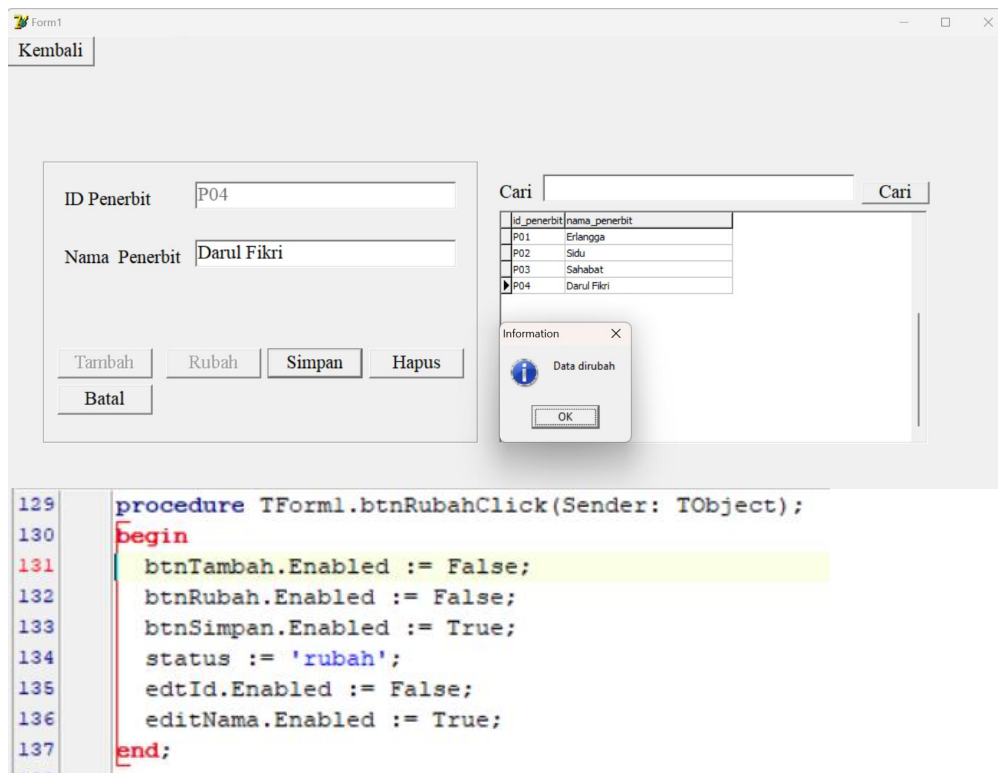 Form1
Kembali
ID Penerbit P04
Nama Penerbit Darul Fikri
Tambah Rubah Simpan Hapus
Batal
Cari Cari
id_penerbit nama_penerbit
P01 Erlangga
P02 Sidu
P03 Sahabat
P04 Darul Fikri
Information
Data dirubah
OK
129 procedure TForm1.btnRubahClick(Sender: TObject);
130 begin
131 btnTambah.Enabled := False;
132 btnRubah.Enabled := False;
133 btnSimpan.Enabled := True;
134 status := 'rubah';
135 edtId.Enabled := False;
136 editNama.Enabled := True;
137 end;